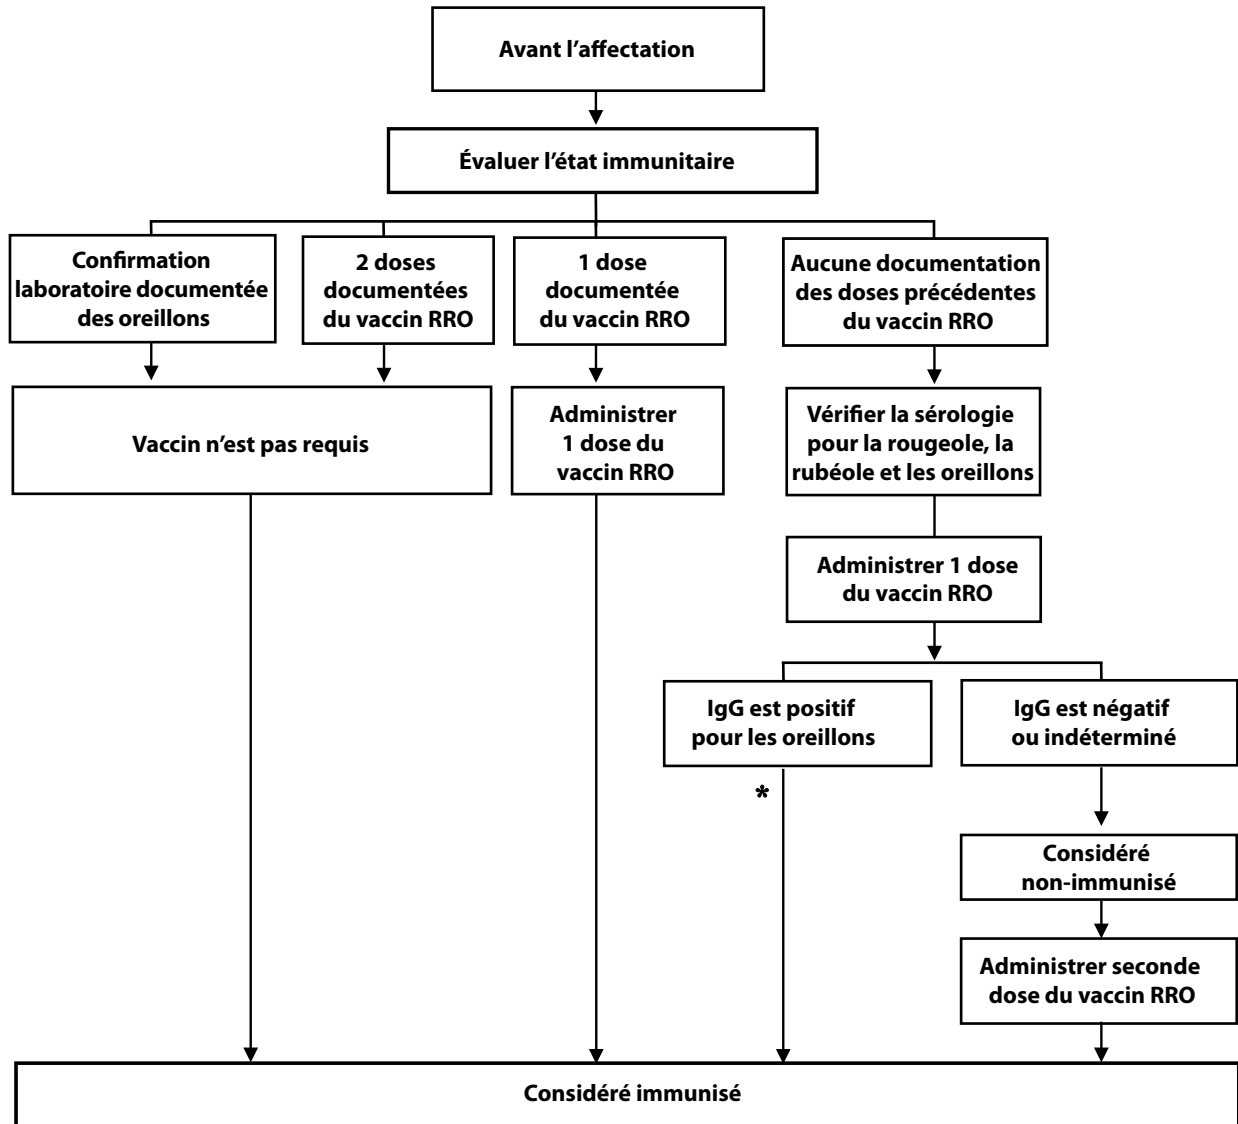 Avant l’affectation
Évaluer l’état immunitaire
Confirmation
laboratoire documentée
des oreillons
2 doses
documentées
du vaccin RRO
1 dose
documentée
du vaccin RRO
Aucune documentation
des doses précédentes
du vaccin RRO
Vaccin n’est pas requis
Administrer
1 dose du
vaccin RRO
Vérifier la sérologie
pour la rougeole, la
rubéole et les oreillons
Administrer 1 dose
du vaccin RRO
IgG est positif
pour les oreillons
IgG est négatif
ou indéterminé
*
Considéré
non-immunisé
Administrer seconde
dose du vaccin RRO
Considéré immunisé